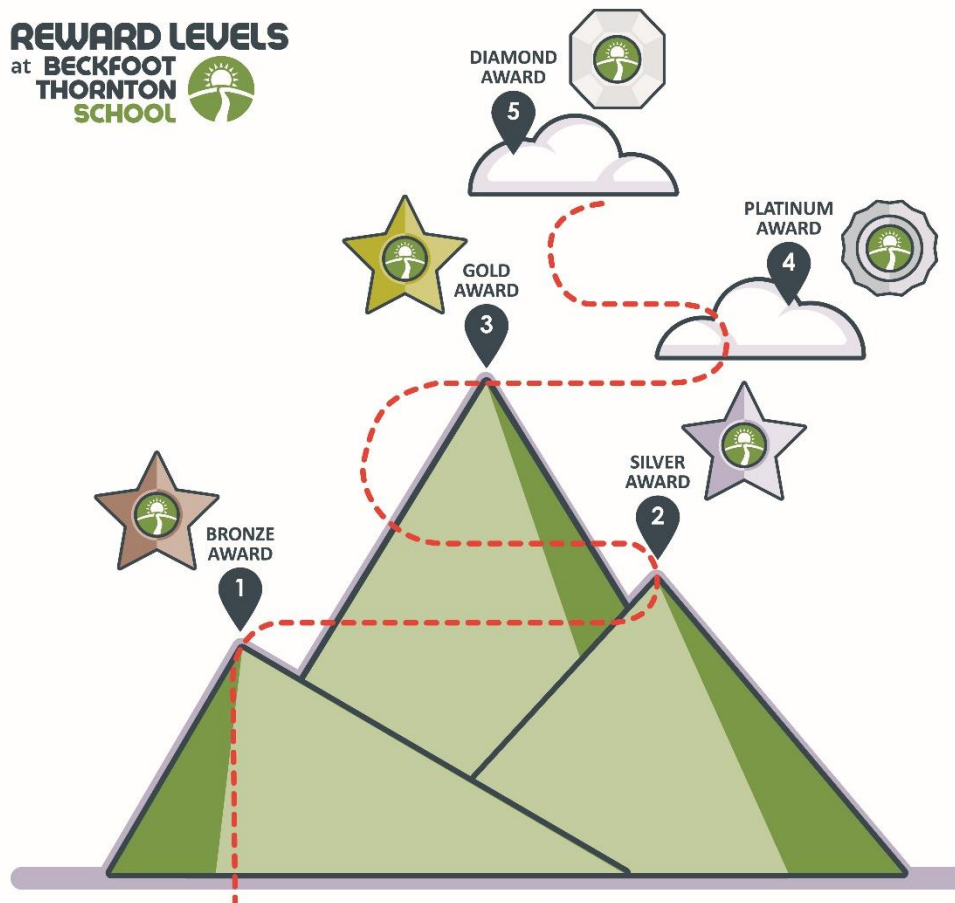 REWARD LEVELS
at BECKFOOT
THORNTON
SCHOOL
DIAMOND
AWARD
5
PLATINUM
AWARD
4
GOLD
AWARD
3
SILVER
AWARD
2
BRONZE
AWARD
1